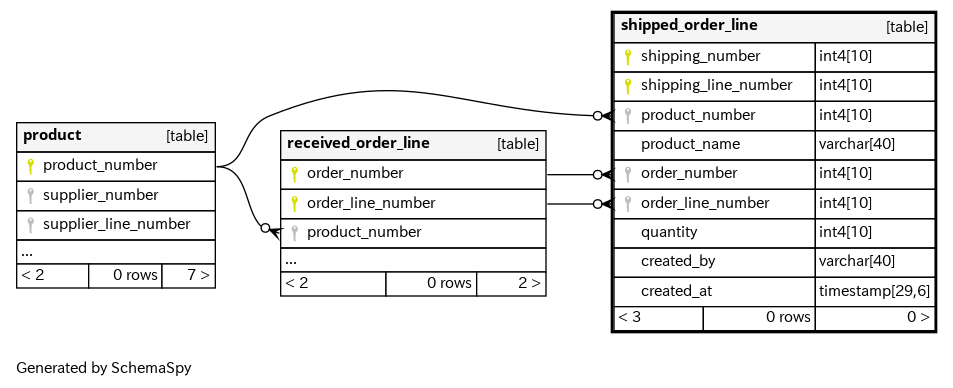 shipped_order_line [table]
shipping_number int4[10]
shipping_line_number int4[10]
product_number int4[10]
product_name varchar[40]
order_number int4[10]
order_line_number int4[10]
quantity int4[10]
created_by varchar[40]
created_at timestamp[29,6]
< 3 0 rows 0 >
product [table]
product_number
supplier_number
supplier_line_number
...
< 2 0 rows 7 >
received_order_line [table]
order_number
order_line_number
product_number
...
< 2 0 rows 2 >
Generated by SchemaSpy